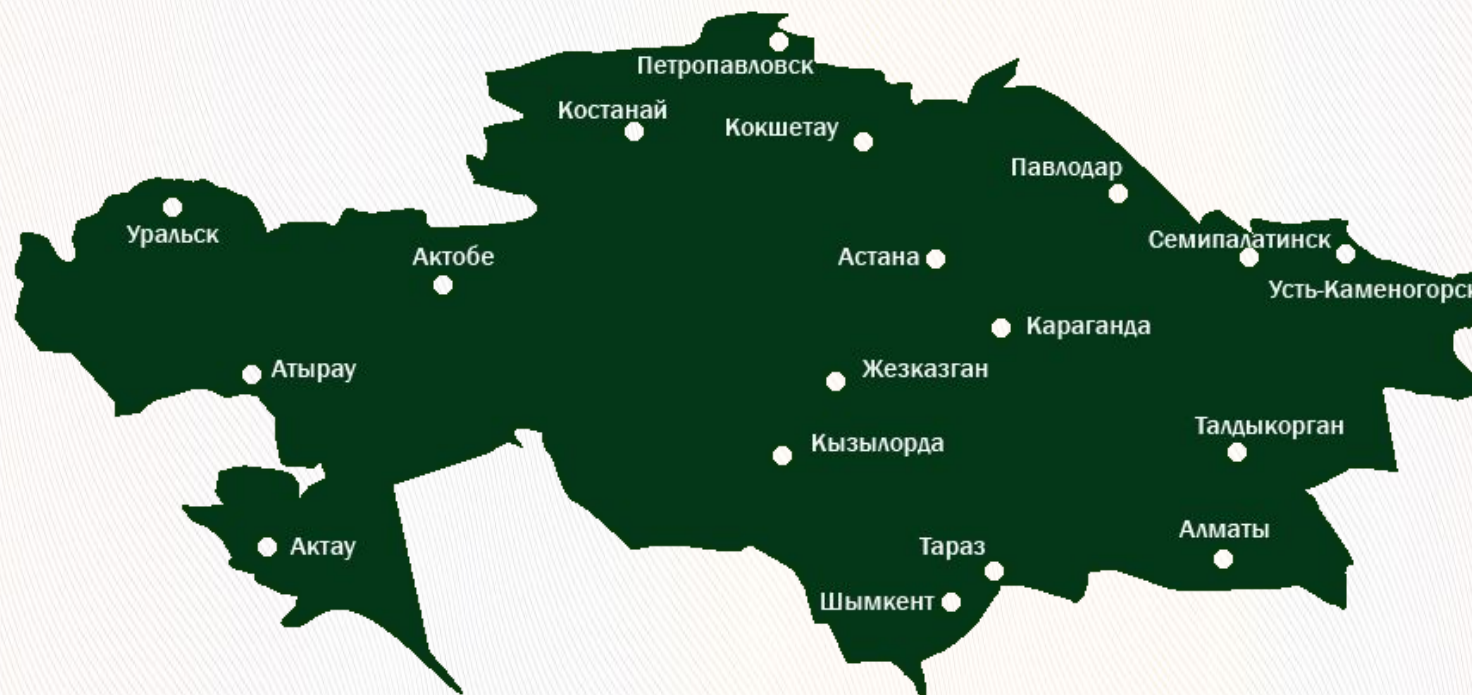 Петропавловск
Костанай
Кокшетау
Павлодар
Уральск
Семипалатинск
Актобе
Астана
Усть-Каменогорск
Караганда
Атырау
Жезказган
Талдыкорган
Кызылорда
Алматы
Актау
Тараз
Шымкент